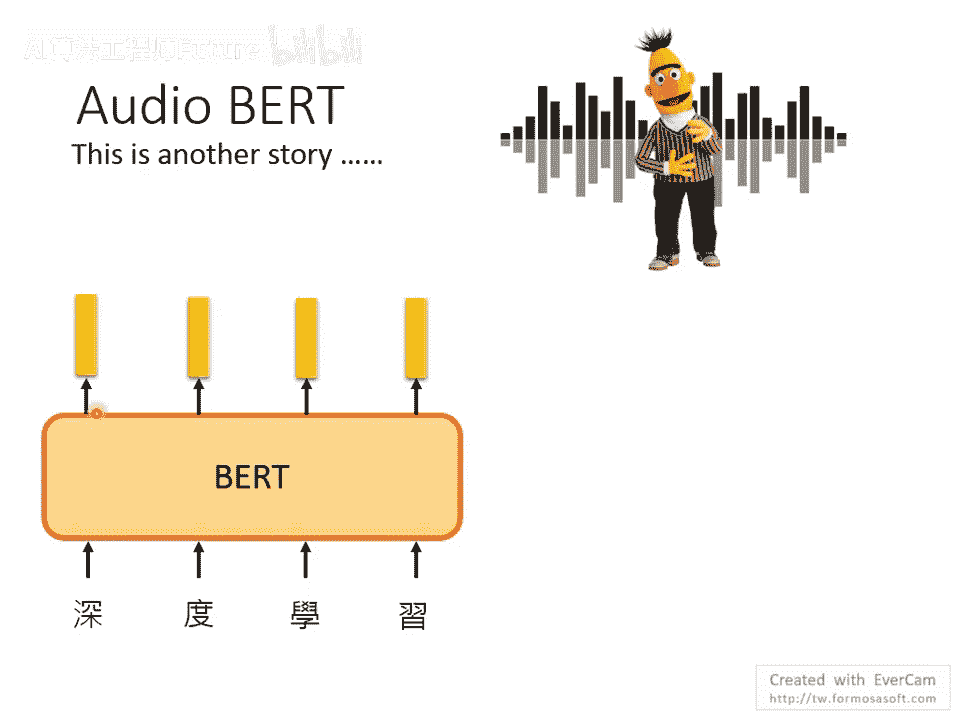 Audio BERT
This is another story ……
BERT
深 度 學 習
Created with EverCam
http://tw.formosasoft.com